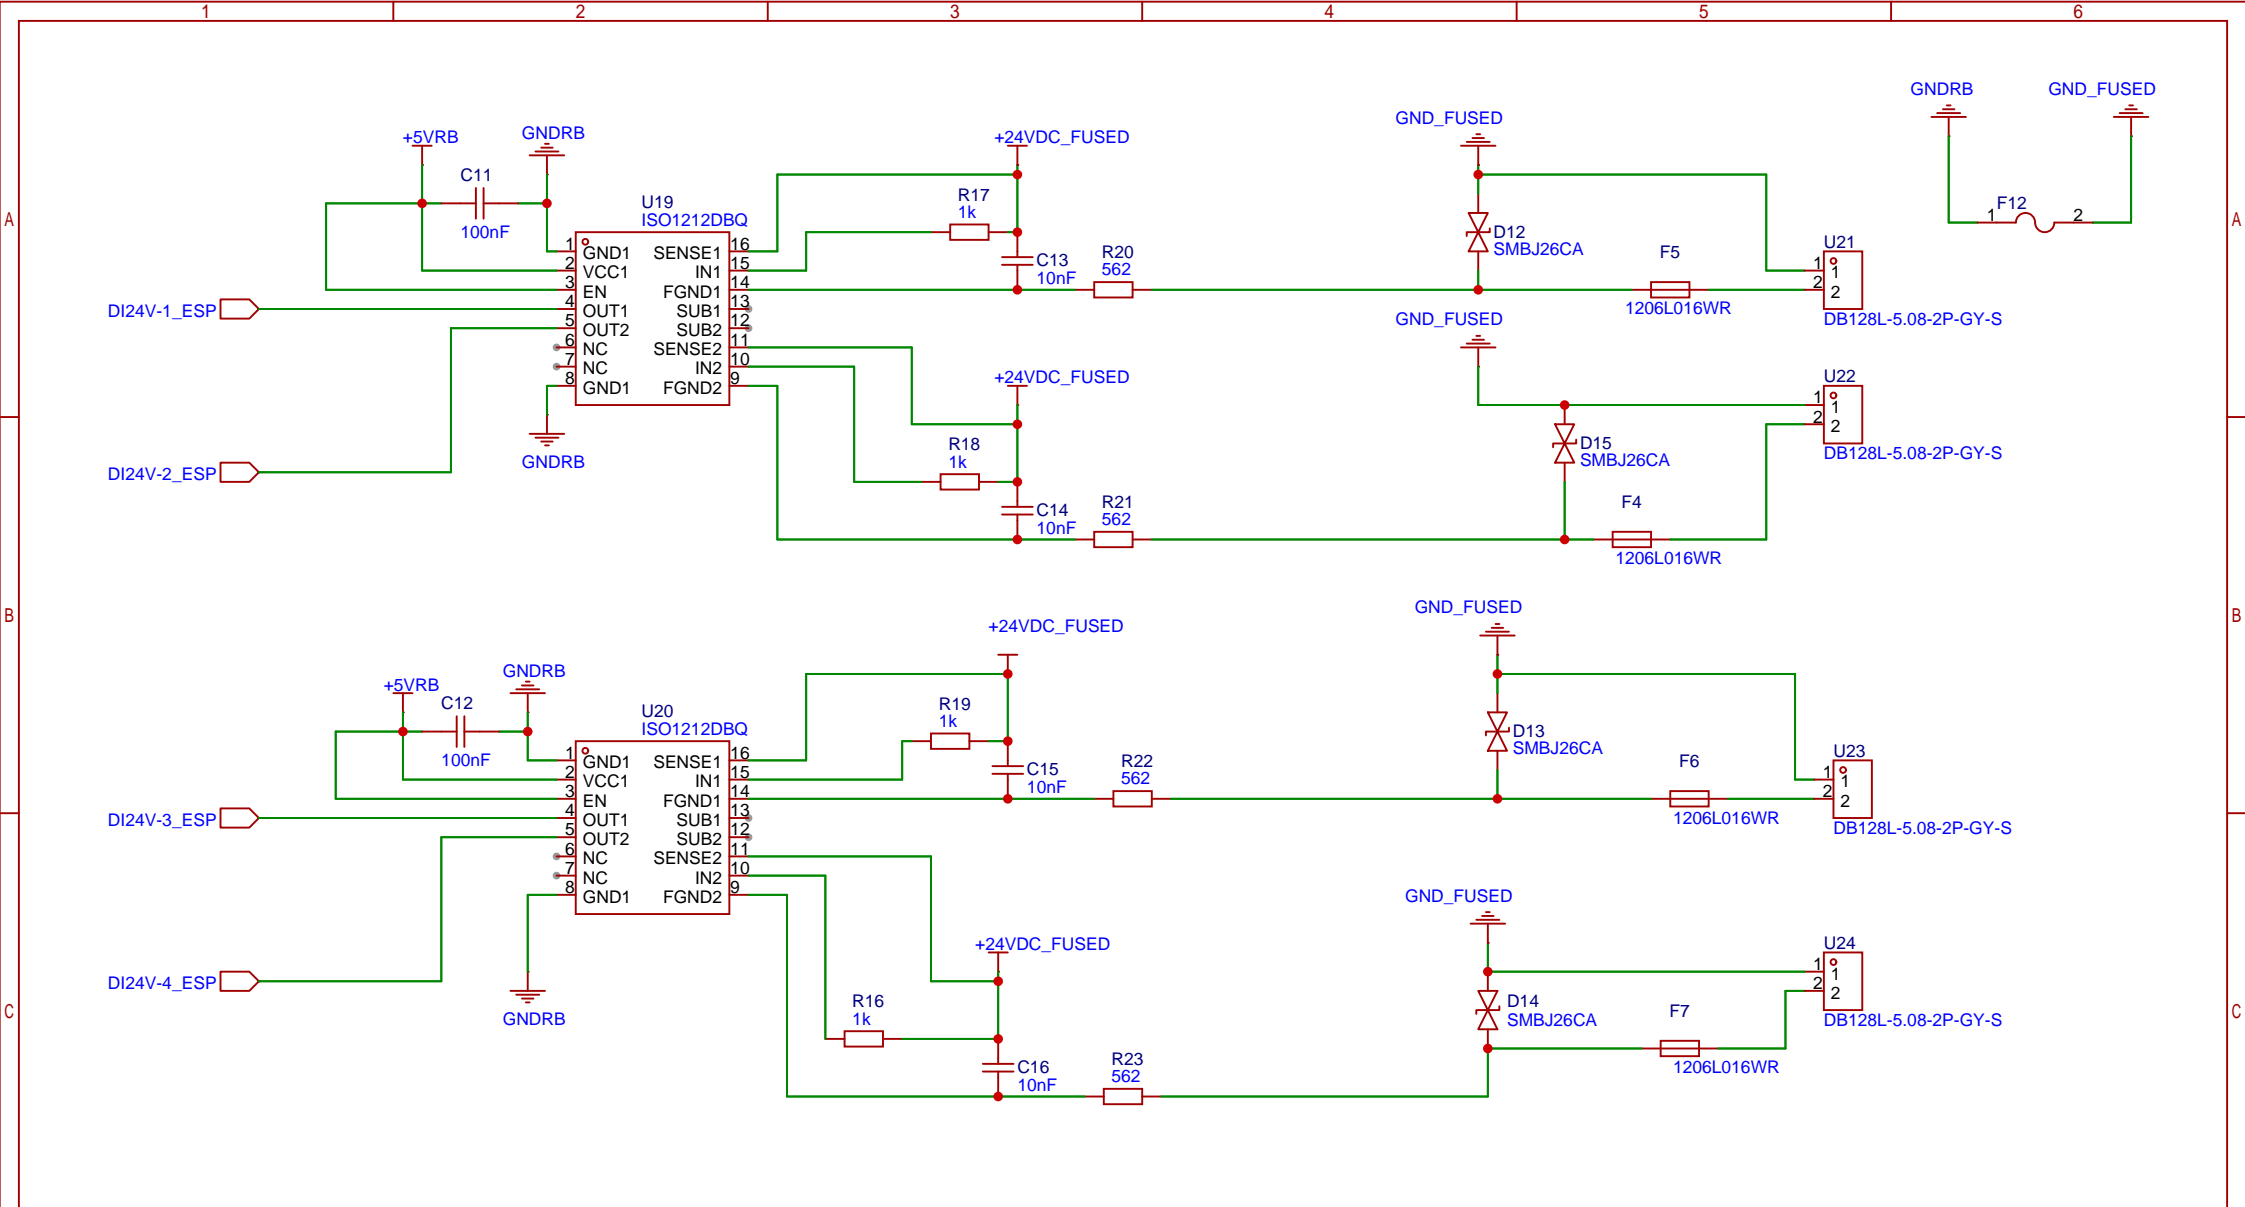 1 2 3 4 5 6
A
B
C
A
B
C
+5VRB
GNDRB
C11
100nF
U19
ISO1212DBQ
1 GND1
2 VCC1
3 EN
4 OUT1
5 OUT2
6 NC
7 NC
8 GND1
SENSE1 16
IN1 15
FGND1 14
SUB1 13
SUB2 12
SENSE2 11
IN2 10
FGND2 9
DI24V-1_ESP
DI24V-2_ESP
GNDRB
+24VDC_FUSED
R17
1k
C13
10nF
R20
562
+24VDC_FUSED
R18
1k
C14
10nF
R21
562
GND_FUSED
D12
SMBJ26CA
F5
1206L016WR
U21
1 1
2 2
DB128L-5.08-2P-GY-S
GND_FUSED
D15
SMBJ26CA
F4
1206L016WR
U22
1 1
2 2
DB128L-5.08-2P-GY-S
GNDRB
GND_FUSED
F12
1 2
+5VRB
GNDRB
C12
100nF
U20
ISO1212DBQ
1 GND1
2 VCC1
3 EN
4 OUT1
5 OUT2
6 NC
7 NC
8 GND1
SENSE1 16
IN1 15
FGND1 14
SUB1 13
SUB2 12
SENSE2 11
IN2 10
FGND2 9
DI24V-3_ESP
DI24V-4_ESP
GNDRB
+24VDC_FUSED
R19
1k
C15
10nF
R22
562
+24VDC_FUSED
R16
1k
C16
10nF
R23
562
GND_FUSED
D13
SMBJ26CA
F6
1206L016WR
U23
1 1
2 2
DB128L-5.08-2P-GY-S
GND_FUSED
D14
SMBJ26CA
F7
1206L016WR
U24
1 1
2 2
DB128L-5.08-2P-GY-S